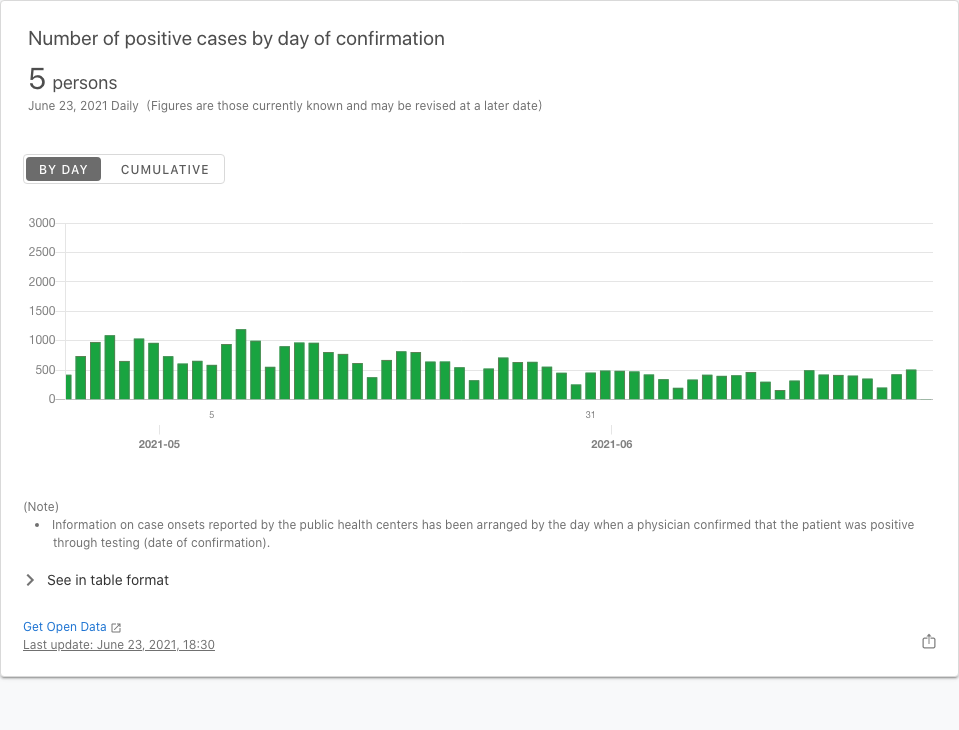 Number of positive cases by day of confirmation
5 persons
June 23, 2021 Daily (Figures are those currently known and may be revised at a later date)
BY DAY CUMULATIVE
3000
2500
2000
1500
1000
500
0
5 31
2021-05 2021-06
(Note)
• Information on case onsets reported by the public health centers has been arranged by the day when a physician confirmed that the patient was positive
through testing (date of confirmation).
See in table format
Get Open Data
Last update: June 23, 2021, 18:30